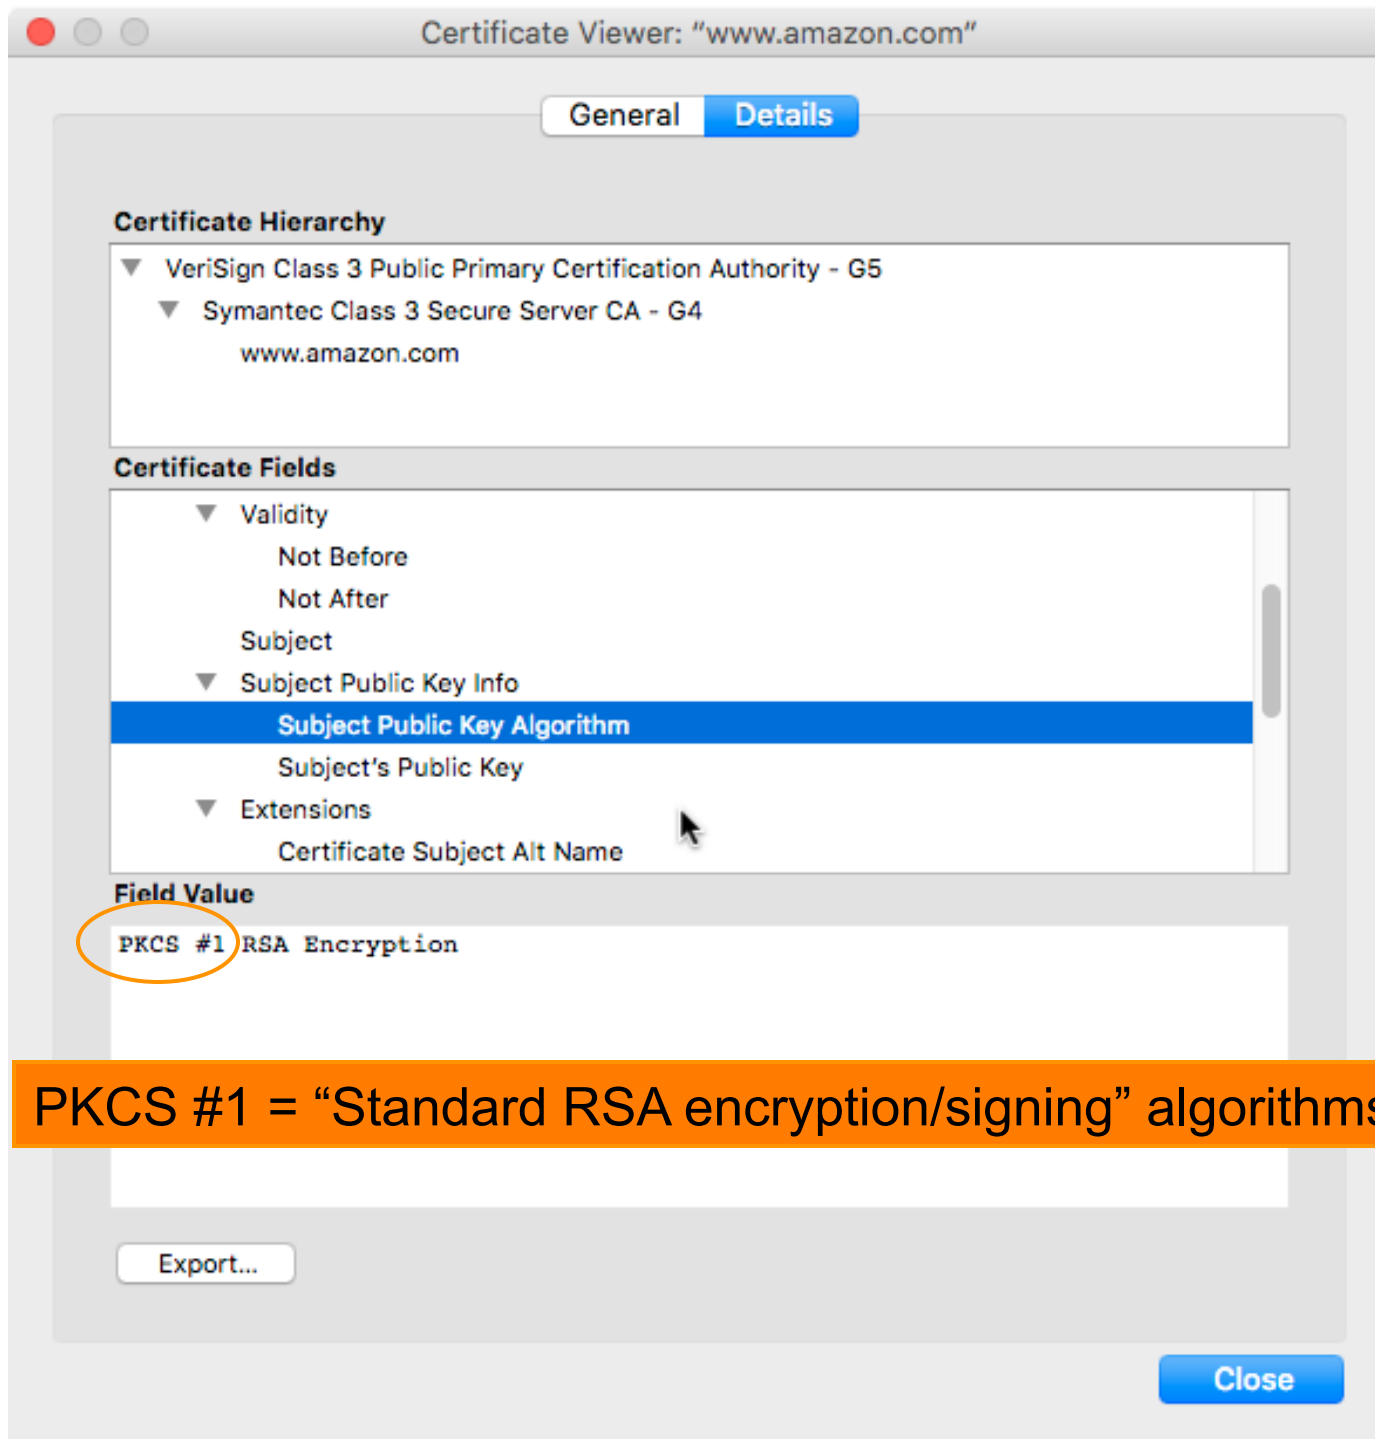 Certificate Viewer: “www.amazon.com”
General Details
Certificate Hierarchy
VeriSign Class 3 Public Primary Certification Authority - G5
Symantec Class 3 Secure Server CA - G4
www.amazon.com
Certificate Fields
Validity
Not Before
Not After
Subject
Subject Public Key Info
Subject Public Key Algorithm
Subject's Public Key
Extensions
Certificate Subject Alt Name
Field Value
PKCS #1 RSA Encryption
PKCS #1 = “Standard RSA encryption/signing” algorithms
Export...
Close